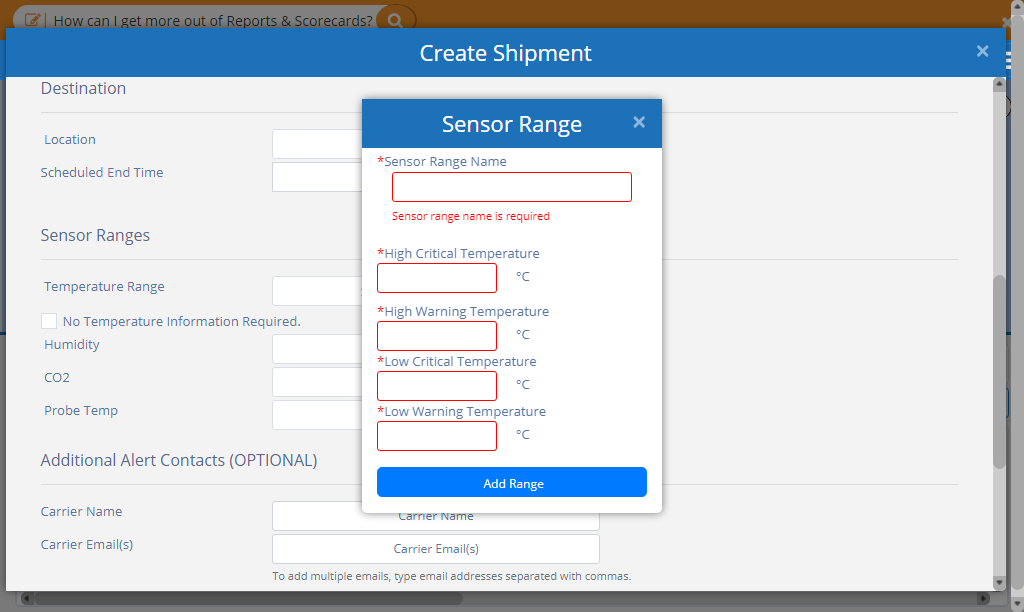 How can I get more out of Reports & Scorecards?
Create Shipment
×
Destination
Location
Scheduled End Time
Sensor Ranges
Temperature Range
No Temperature Information Required.
Humidity
CO2
Probe Temp
Additional Alert Contacts (OPTIONAL)
Carrier Name
Carrier Name
Carrier Email(s)
Carrier Email(s)
To add multiple emails, type email addresses separated with commas.
Sensor Range
×
*Sensor Range Name
Sensor range name is required
*High Critical Temperature
°C
*High Warning Temperature
°C
*Low Critical Temperature
°C
*Low Warning Temperature
°C
Add Range